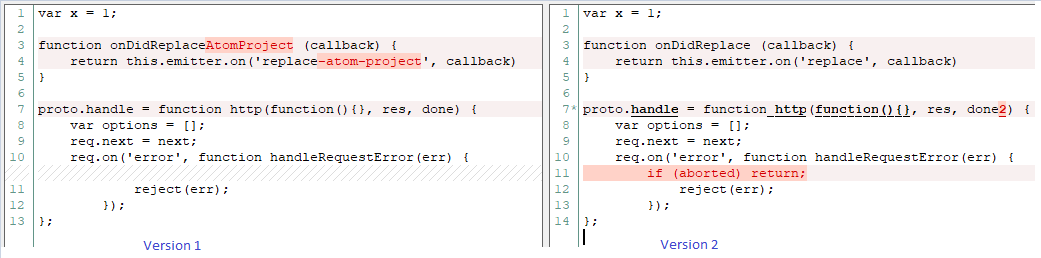 1 var x = 1;
2
3 function onDidReplaceAtomProject (callback) {
4     return this.emitter.on('replace-atom-project', callback)
5 }
6
7 proto.handle = function http(function(){}, res, done) {
8     var options = [];
9     req.next = next;
10     req.on('error', function handleRequestError(err) {
11             reject(err);
12         });
13 };
Version 1
1 var x = 1;
2
3 function onDidReplace (callback) {
4     return this.emitter.on('replace', callback)
5 }
6
7* proto.handle = function http(function(){}, res, done2) {
8     var options = [];
9     req.next = next;
10     req.on('error', function handleRequestError(err) {
11         if (aborted) return;
12             reject(err);
13         });
14 };
Version 2